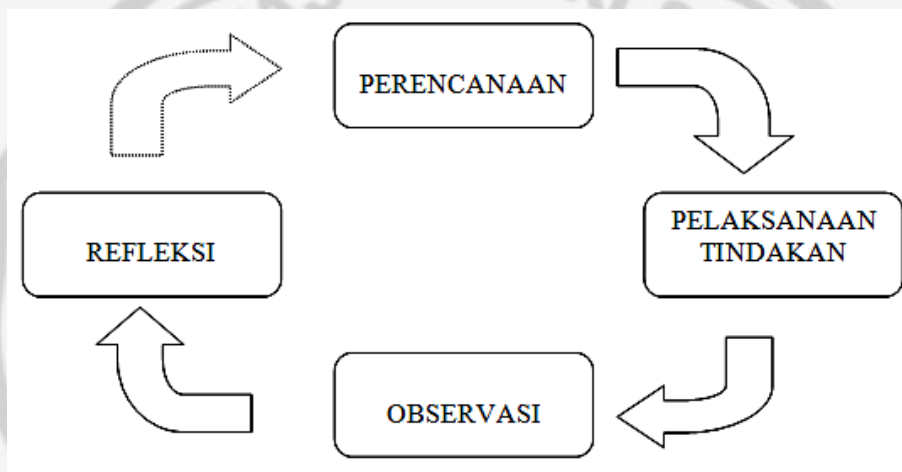 PERENCANAAN
PELAKSANAAN
TINDAKAN
OBSERVASI
REFLEKSI